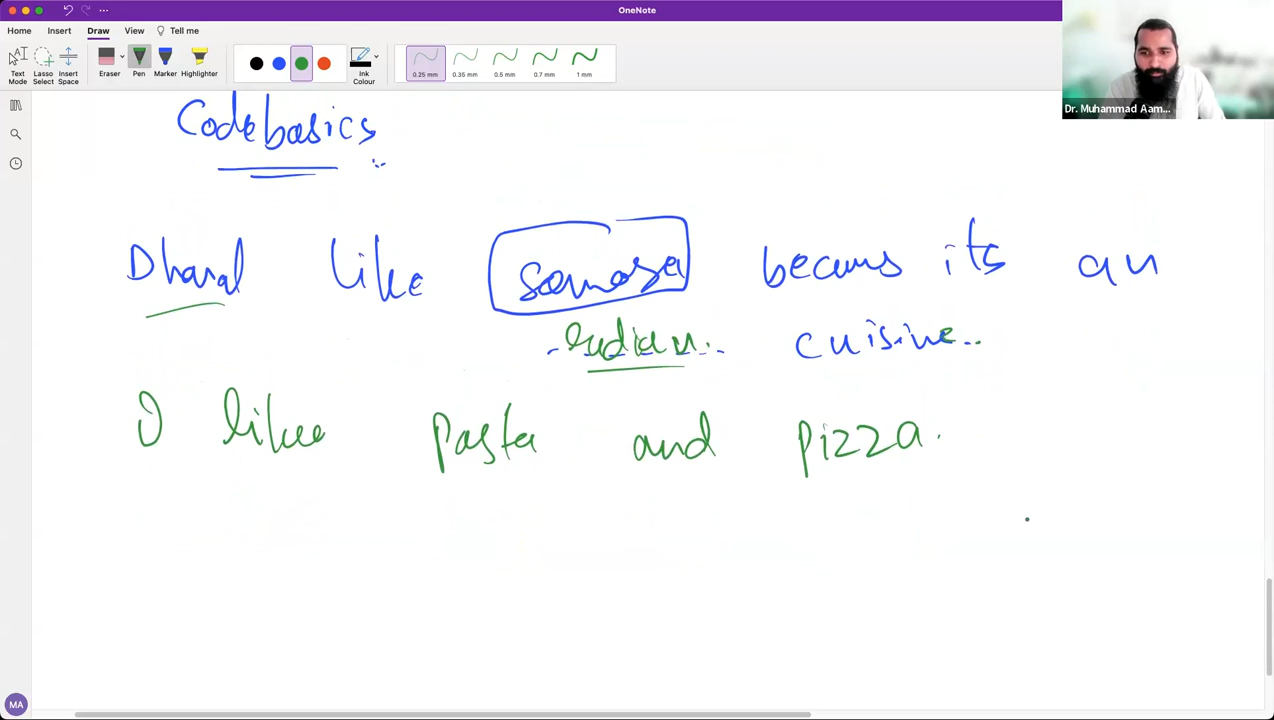 OneNote
Home Insert Draw View Tell me
Text Mode Lasso Select Insert Space Eraser Pen Marker Highlighter Ink Colour 0.25 mm 0.35 mm 0.5 mm 0.7 mm 1 mm
Dr. Muhammad Aam...
Codebasics
Dhaval like samosa becaus its an
indian. cuisine..
I like Pasta and pizza.
MA